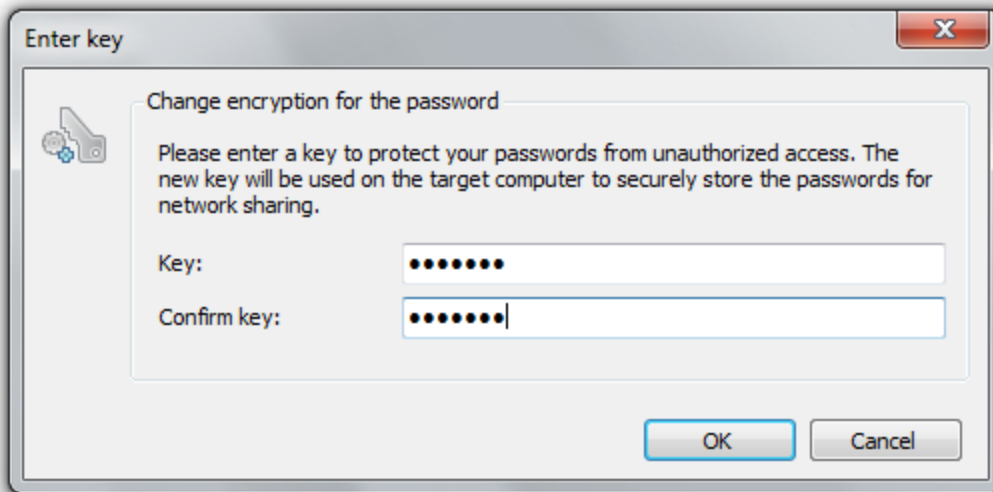 Enter key
Change encryption for the password
Please enter a key to protect your passwords from unauthorized access. The
new key will be used on the target computer to securely store the passwords for
network sharing.
Key: •••••••
Confirm key: •••••••
OK Cancel